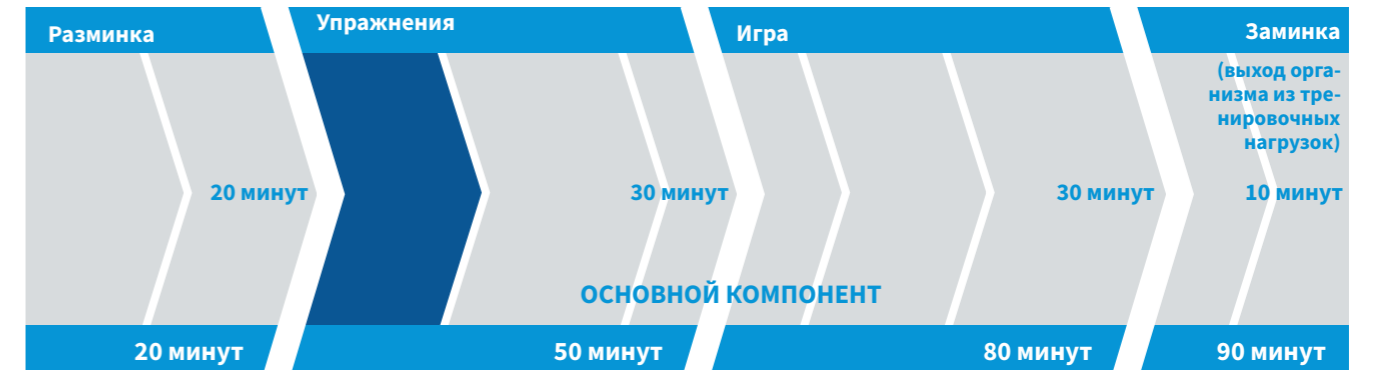 Разминка
Упражнения
Игра
Заминка
(выход орга-
низма из тре-
нировочных
нагрузок)
20 минут
30 минут
30 минут
10 минут
ОСНОВНОЙ КОМПОНЕНТ
20 минут
50 минут
80 минут
90 минут